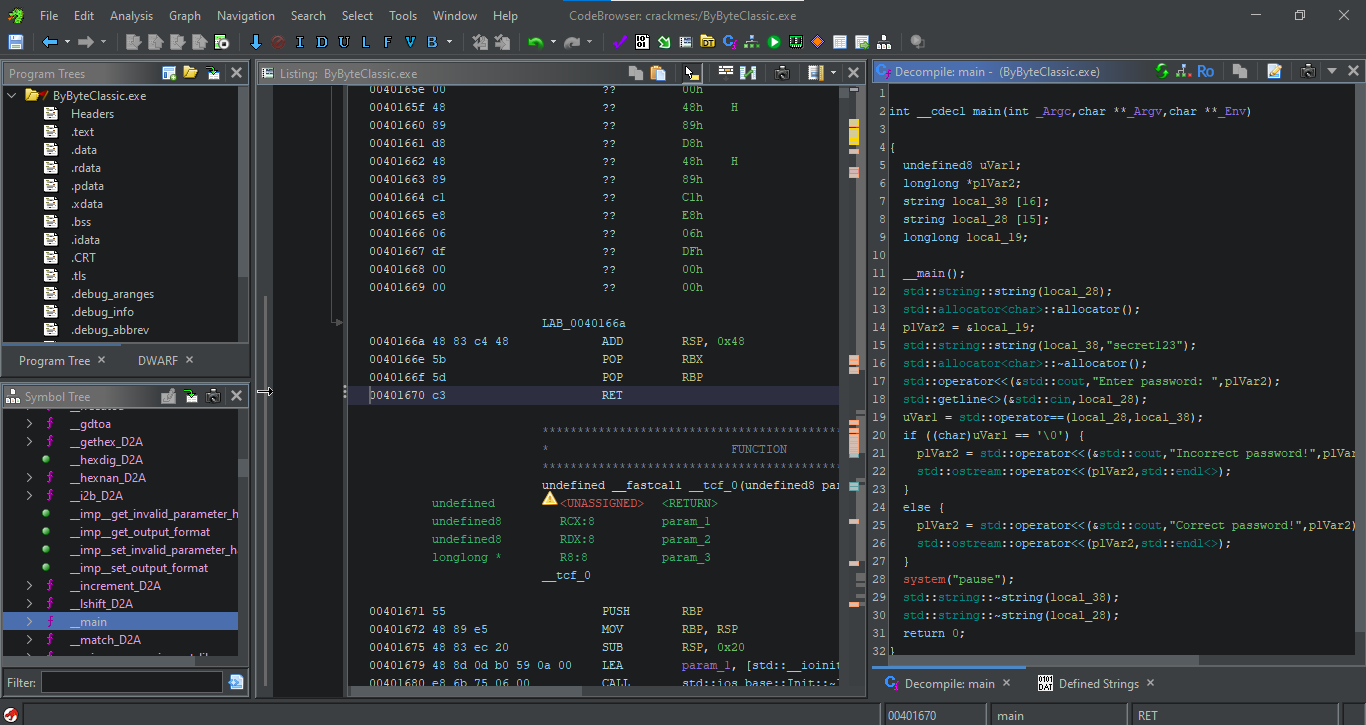 File Edit Analysis Graph Navigation Search Select Tools Window Help
CodeBrowser: crackmes:/ByByteClassic.exe
I D U L F V B
Program Trees
ByByteClassic.exe
Headers
.text
.data
.rdata
.pdata
.xdata
.bss
.idata
.CRT
.tls
.debug_aranges
.debug_info
.debug_abbrev
Program Tree
DWARF
Symbol Tree
__gdtoa
__gethex_D2A
__hexdig_D2A
__hexnan_D2A
__i2b_D2A
__imp__get_invalid_parameter_h
__imp__get_output_format
__imp__set_invalid_parameter_h
__imp__set_output_format
__increment_D2A
__lshift_D2A
__main
__match_D2A
Filter:
Listing: ByByteClassic.exe
0040165e 00 ?? 00h
0040165f 48 ?? 48h H
00401660 89 ?? 89h
00401661 d8 ?? D8h
00401662 48 ?? 48h H
00401663 89 ?? 89h
00401664 c1 ?? C1h
00401665 e8 ?? E8h
00401666 06 ?? 06h
00401667 df ?? DFh
00401668 00 ?? 00h
00401669 00 ?? 00h
LAB_0040166a
0040166a 48 83 c4 48 ADD RSP, 0x48
0040166e 5b POP RBX
0040166f 5d POP RBP
00401670 c3 RET
* FUNCTION
undefined __fastcall __tcf_0(undefined8 par
undefined <UNASSIGNED> <RETURN>
undefined8 RCX:8 param_1
undefined8 RDX:8 param_2
longlong * R8:8 param_3
__tcf_0
00401671 55 PUSH RBP
00401672 48 89 e5 MOV RBP, RSP
00401675 48 83 ec 20 SUB RSP, 0x20
00401679 48 8d 0d b0 59 0a 00 LEA param_1, [std::__ioinit
00401680 e8 6b 75 06 00 CALL std::ios_base::Init::~
Decompile: main - (ByByteClassic.exe)
Ro
1
2 int __cdecl main(int _Argc,char **_Argv,char **_Env)
3
4 {
5 undefined8 uVar1;
6 longlong *plVar2;
7 string local_38 [16];
8 string local_28 [15];
9 longlong local_19;
10
11 __main();
12 std::string::string(local_28);
13 std::allocator<char>::allocator();
14 plVar2 = &local_19;
15 std::string::string(local_38,"secret123");
16 std::allocator<char>::~allocator();
17 std::operator<<(&std::cout,"Enter password: ",plVar2);
18 std::getline<>(&std::cin,local_28);
19 uVar1 = std::operator==(local_28,local_38);
20 if ((char)uVar1 == '\0') {
21 plVar2 = std::operator<<(&std::cout,"Incorrect password!",plVar
22 std::ostream::operator<<(plVar2,std::endl<>);
23 }
24 else {
25 plVar2 = std::operator<<(&std::cout,"Correct password!",plVar2)
26 std::ostream::operator<<(plVar2,std::endl<>);
27 }
28 system("pause");
29 std::string::~string(local_38);
30 std::string::~string(local_28);
31 return 0;
32 }
Decompile: main
Defined Strings
00401670
main
RET